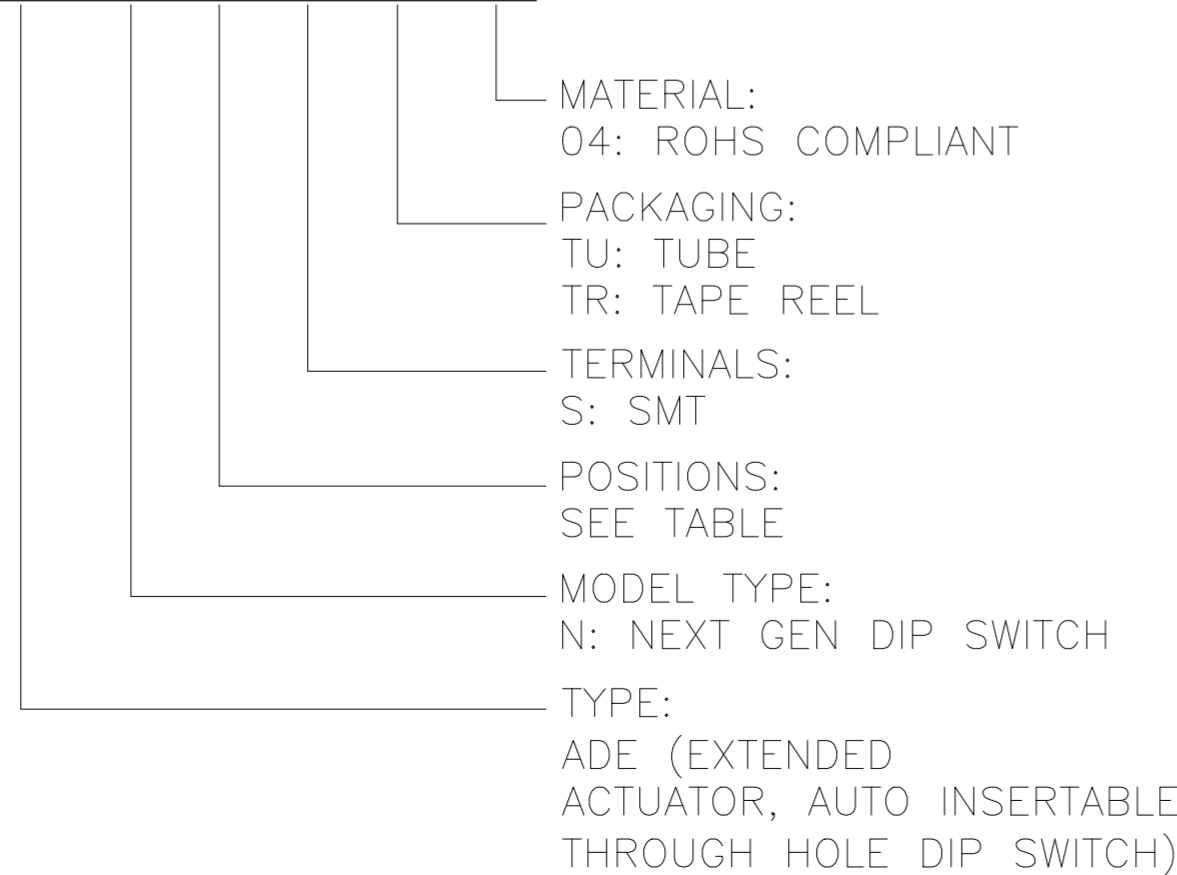 MATERIAL:
04: ROHS COMPLIANT
PACKAGING:
TU: TUBE
TR: TAPE REEL
TERMINALS:
S: SMT
POSITIONS:
SEE TABLE
MODEL TYPE:
N: NEXT GEN DIP SWITCH
TYPE:
ADE (EXTENDED
ACTUATOR, AUTO INSERTABLE
THROUGH HOLE DIP SWITCH)